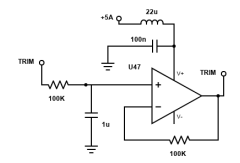 22u
+5A
100n
U47
TRIM
V+
TRIM
+
100K
−
V-
1u
100K